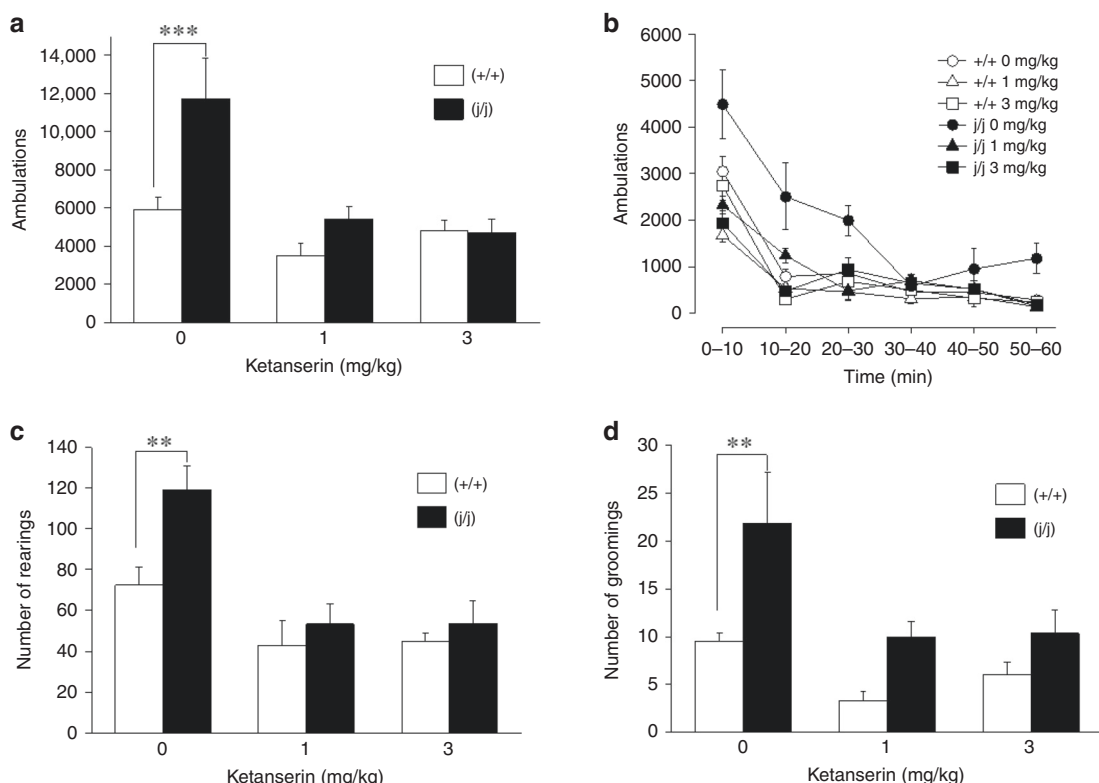 a
***
14,000
12,000
10,000
8000
6000
4000
2000
0
Ambulations
(+/+)
(j/j)
0 1 3
Ketanserin (mg/kg)
b
6000
5000
4000
3000
2000
1000
0
Ambulations
+/+ 0 mg/kg
+/+ 1 mg/kg
+/+ 3 mg/kg
j/j 0 mg/kg
j/j 1 mg/kg
j/j 3 mg/kg
0–10 10–20 20–30 30–40 40–50 50–60
Time (min)
c
**
140
120
100
80
60
40
20
0
Number of rearings
(+/+)
(j/j)
0 1 3
Ketanserin (mg/kg)
d
**
30
25
20
15
10
5
0
Number of groomings
(+/+)
(j/j)
0 1 3
Ketanserin (mg/kg)